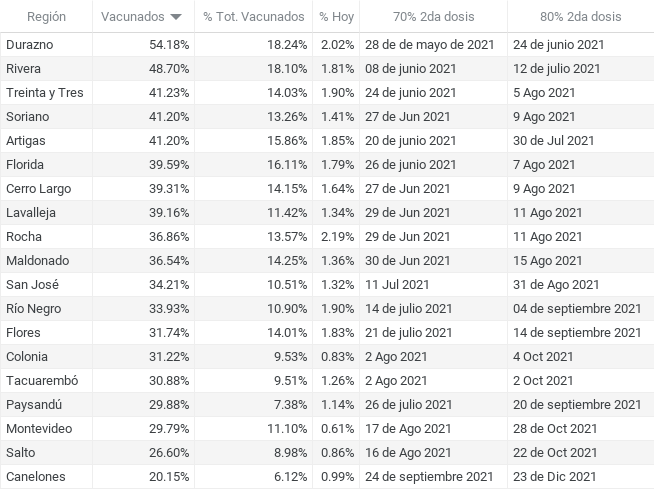 Región Vacunados % Tot. Vacunados % Hoy 70% 2da dosis 80% 2da dosis
Durazno 54.18% 18.24% 2.02% 28 de de mayo de 2021 24 de junio 2021
Rivera 48.70% 18.10% 1.81% 08 de junio 2021 12 de julio 2021
Treinta y Tres 41.23% 14.03% 1.90% 24 de junio 2021 5 Ago 2021
Soriano 41.20% 13.26% 1.41% 27 de Jun 2021 9 Ago 2021
Artigas 41.20% 15.86% 1.85% 20 de junio 2021 30 de Jul 2021
Florida 39.59% 16.11% 1.79% 26 de junio 2021 7 Ago 2021
Cerro Largo 39.31% 14.15% 1.64% 27 de Jun 2021 9 Ago 2021
Lavalleja 39.16% 11.42% 1.34% 29 de Jun 2021 11 Ago 2021
Rocha 36.86% 13.57% 2.19% 29 de Jun 2021 11 Ago 2021
Maldonado 36.54% 14.25% 1.36% 30 de Jun 2021 15 Ago 2021
San José 34.21% 10.51% 1.32% 11 Jul 2021 31 de Ago 2021
Río Negro 33.93% 10.90% 1.90% 14 de julio 2021 04 de septiembre 2021
Flores 31.74% 14.01% 1.83% 21 de julio 2021 14 de septiembre 2021
Colonia 31.22% 9.53% 0.83% 2 Ago 2021 4 Oct 2021
Tacuarembó 30.88% 9.51% 1.26% 2 Ago 2021 2 Oct 2021
Paysandú 29.88% 7.38% 1.14% 26 de julio 2021 20 de septiembre 2021
Montevideo 29.79% 11.10% 0.61% 17 de Ago 2021 28 de Oct 2021
Salto 26.60% 8.98% 0.86% 16 de Ago 2021 22 de Oct 2021
Canelones 20.15% 6.12% 0.99% 24 de septiembre 2021 23 de Dic 2021